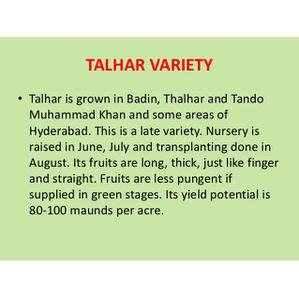 TALHAR VARIETY
• Talhar is grown in Badin, Thalhar and Tando
Muhammad Khan and some areas of
Hyderabad. This is a late variety. Nursery is
raised in June, July and transplanting done in
August. Its fruits are long, thick, just like finger
and straight. Fruits are less pungent if
supplied in green stages. Its yield potential is
80-100 maunds per acre.